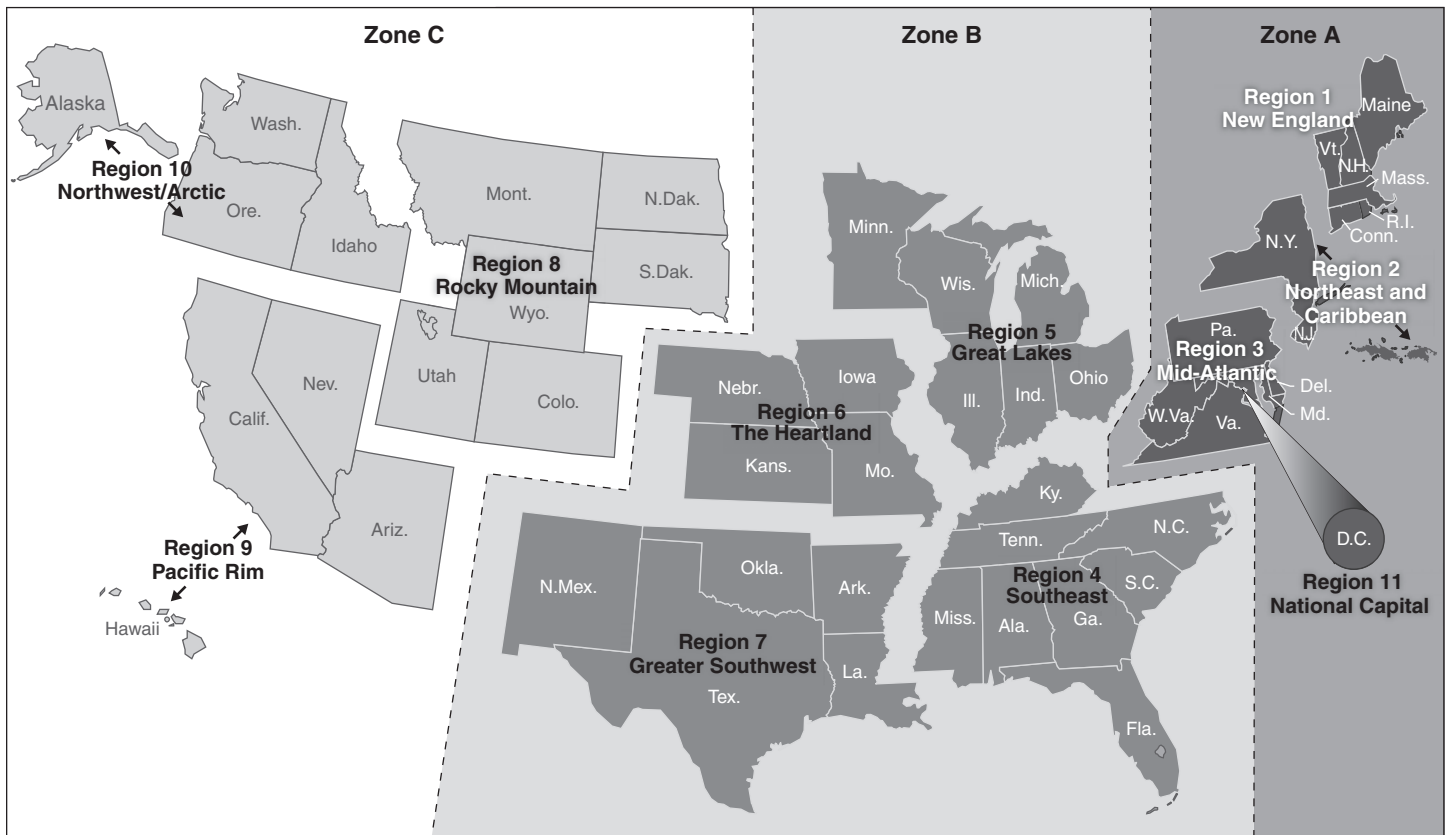 Zone C
Zone B
Zone A
Alaska
Wash.
Region 10
Northwest/Arctic
Ore.
Idaho
Mont.
N.Dak.
S.Dak.
Region 8
Rocky Mountain
Wyo.
Utah
Colo.
Nev.
Calif.
Ariz.
Region 9
Pacific Rim
Hawaii
Minn.
Wis.
Mich.
Region 5
Great Lakes
Ill.
Ind.
Ohio
Nebr.
Iowa
Region 6
The Heartland
Kans.
Mo.
N.Mex.
Okla.
Ark.
Region 7
Greater Southwest
Tex.
La.
Ky.
Tenn.
N.C.
Region 4
Southeast
S.C.
Miss.
Ala.
Ga.
Fla.
Region 1
New England
Maine
Vt.
N.H.
Mass.
R.I.
Conn.
N.Y.
Region 2
Northeast and
Caribbean
N.J.
Pa.
Region 3
Mid-Atlantic
Del.
Md.
W.Va.
Va.
D.C.
Region 11
National Capital